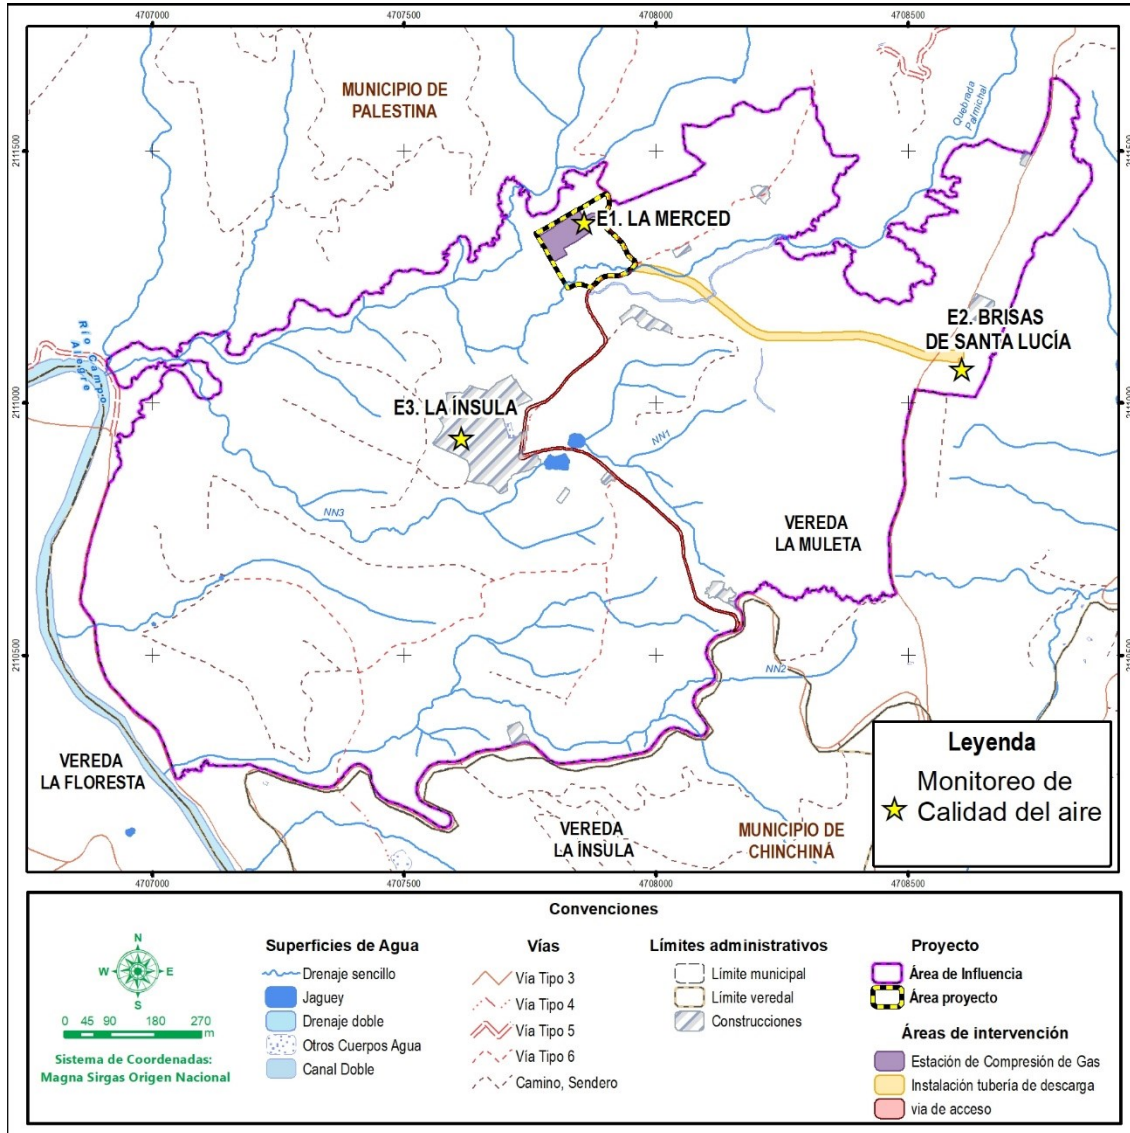 4707000
4707500
4708000
4708500
2111500
2111500
2111000
2111000
2110500
2110500
MUNICIPIO DE
PALESTINA
Quebrada
Palmichal
E1. LA MERCED
E2. BRISAS
DE SANTA LUCÍA
Río Campo
Alegre
E3. LA ÍNSULA
NN1
NN3
VEREDA
LA MULETA
NN2
VEREDA
LA FLORESTA
VEREDA
LA ÍNSULA
MUNICIPIO DE
CHINCHINÁ
Leyenda
Monitoreo de
Calidad del aire
4707000
4707500
4708000
4708500
Convenciones
N
W
E
S
0 45 90 180 270
m
Sistema de Coordenadas:
Magna Sirgas Origen Nacional
Superficies de Agua
Drenaje sencillo
Jaguey
Drenaje doble
Otros Cuerpos Agua
Canal Doble
Vías
Vía Tipo 3
Vía Tipo 4
Vía Tipo 5
Vía Tipo 6
Camino, Sendero
Límites administrativos
Límite municipal
Límite veredal
Construcciones
Proyecto
Área de Influencia
Área proyecto
Áreas de intervención
Estación de Compresión de Gas
Instalación tubería de descarga
via de acceso